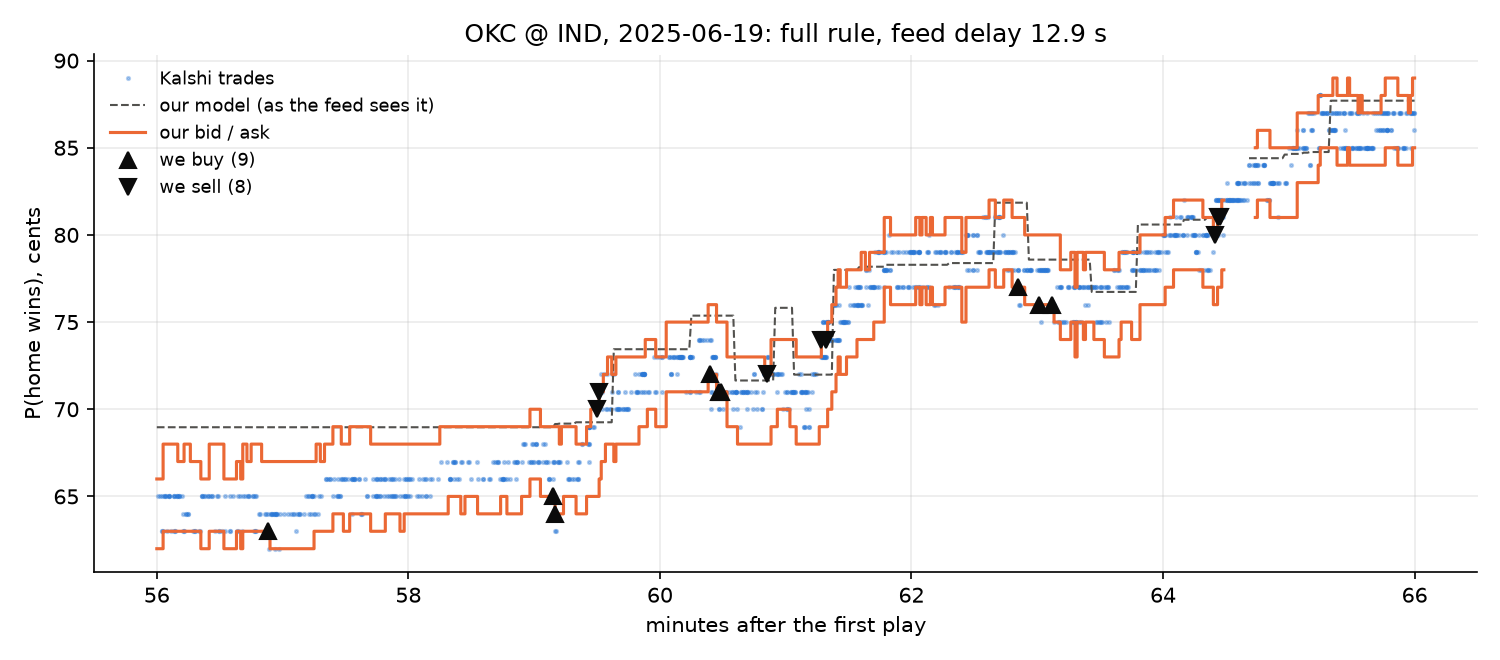 OKC @ IND, 2025-06-19: full rule, feed delay 12.9 s
90
85
80
75
70
65
P(home wins), cents
Kalshi trades
our model (as the feed sees it)
our bid / ask
we buy (9)
we sell (8)
56 58 60 62 64 66
minutes after the first play